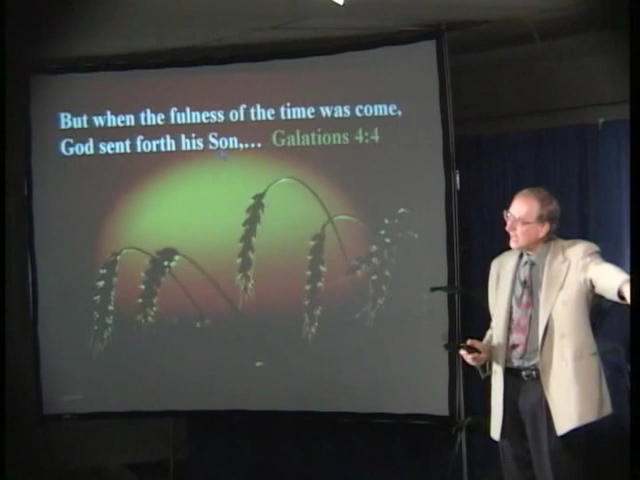 But when the fulness of the time was come,
God sent forth his Son,... Galations 4:4